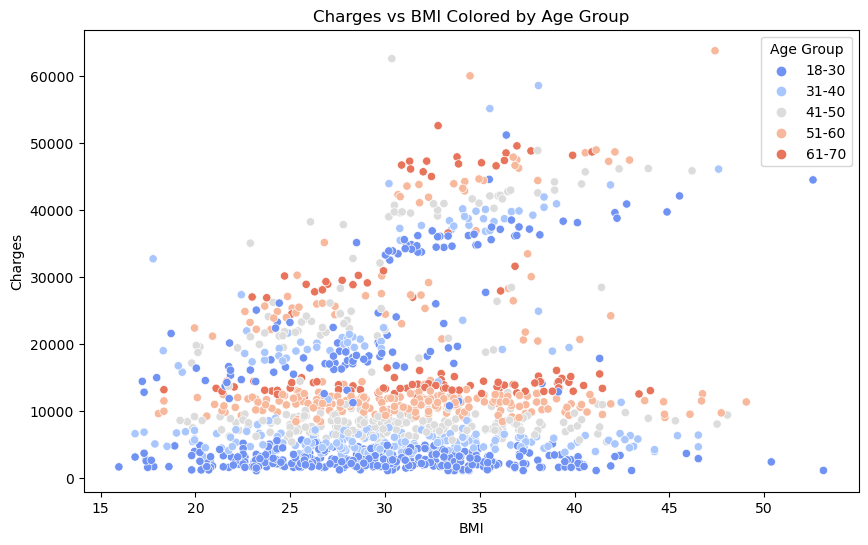 Charges vs BMI Colored by Age Group
Age Group
18-30
31-40
41-50
51-60
61-70
Charges
60000
50000
40000
30000
20000
10000
0
15 20 25 30 35 40 45 50
BMI